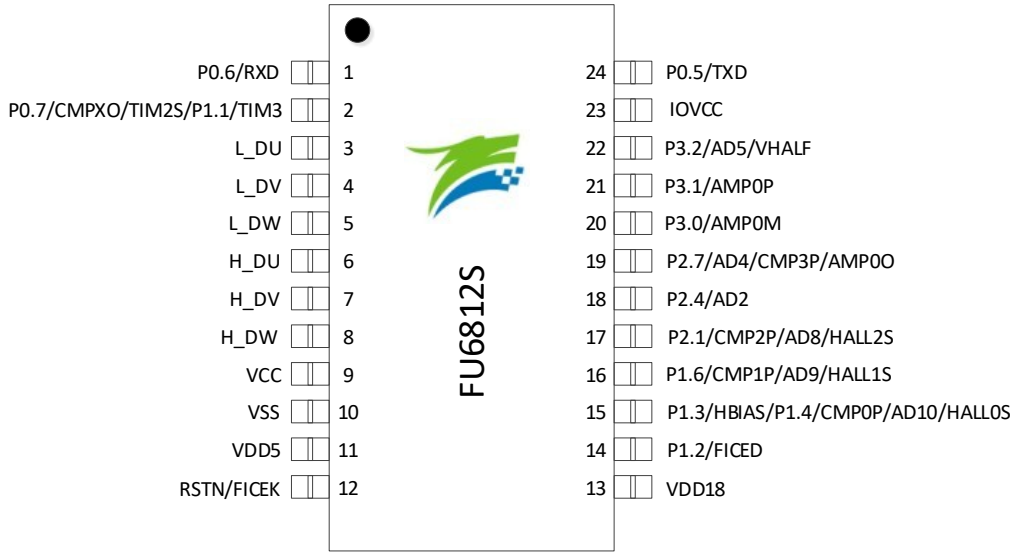 P0.6/RXD 1 24 P0.5/TXD
P0.7/CMPXO/TIM2S/P1.1/TIM3 2 23 IOVCC
L_DU 3 22 P3.2/AD5/VHALF
L_DV 4 21 P3.1/AMP0P
L_DW 5 20 P3.0/AMP0M
H_DU 6 19 P2.7/AD4/CMP3P/AMP0O
H_DV 7 18 P2.4/AD2
H_DW 8 17 P2.1/CMP2P/AD8/HALL2S
VCC 9 16 P1.6/CMP1P/AD9/HALL1S
VSS 10 15 P1.3/HBIAS/P1.4/CMP0P/AD10/HALL0S
VDD5 11 14 P1.2/FICED
RSTN/FICEK 12 13 VDD18
FU6812S